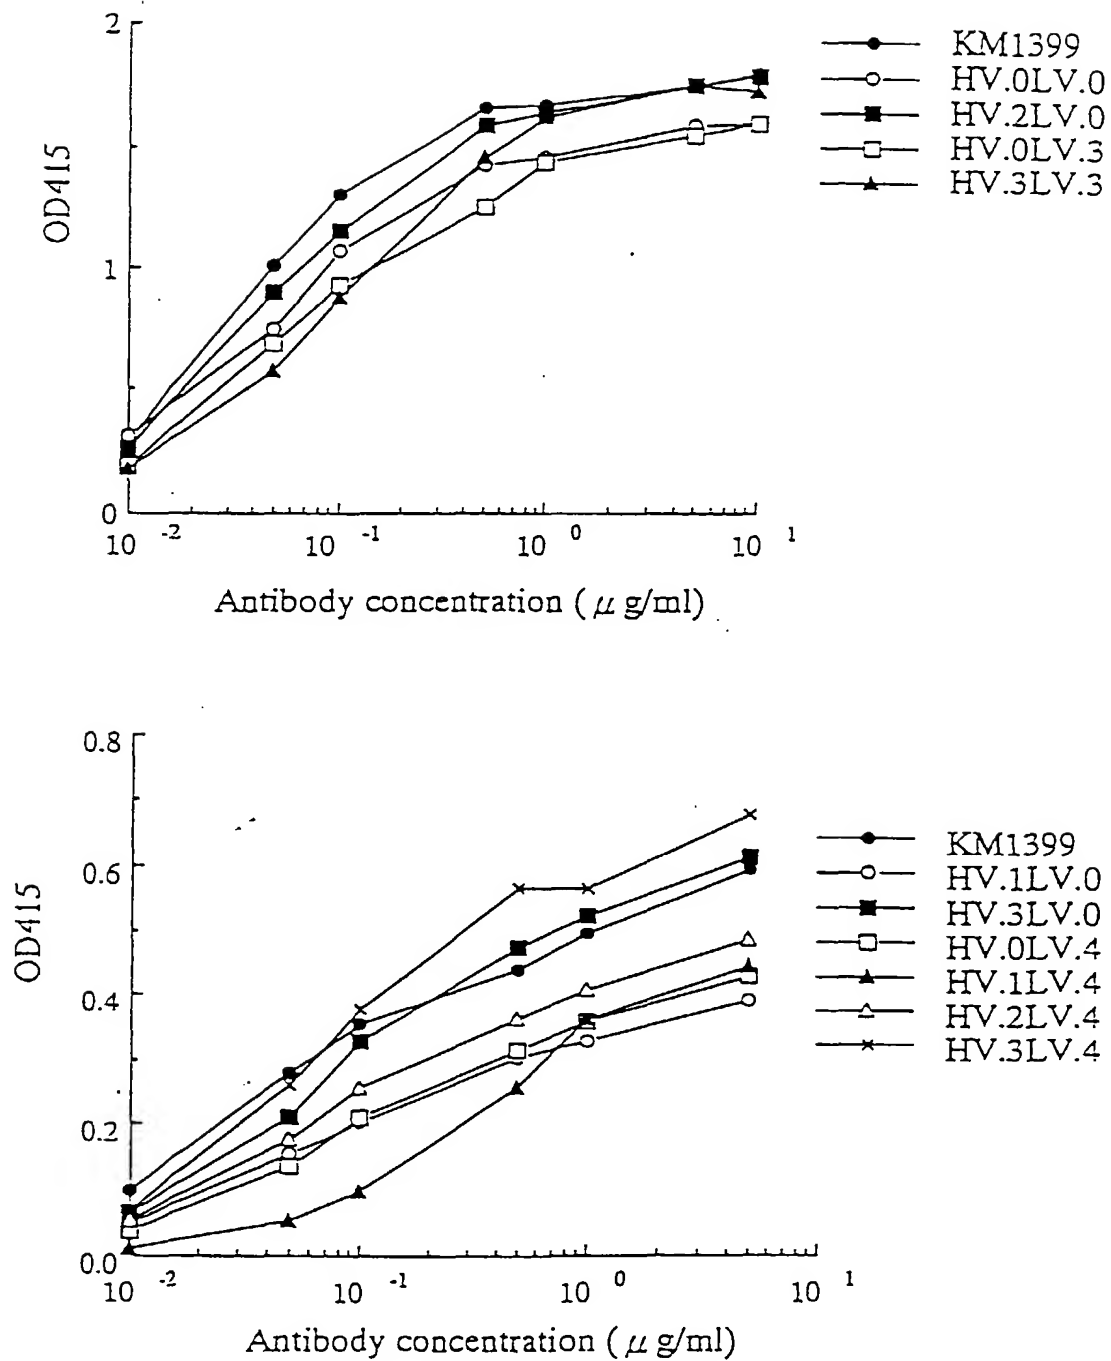 2
1
0
OD415
10 -2
10 -1
10 0
10 1
Antibody concentration ( μ g/ml)
KM1399
HV.0LV.0
HV.2LV.0
HV.0LV.3
HV.3LV.3
0.8
0.6
0.4
0.2
0.0
OD415
10 -2
10 -1
10 0
10 1
Antibody concentration ( μ g/ml)
KM1399
HV.1LV.0
HV.3LV.0
HV.0LV.4
HV.1LV.4
HV.2LV.4
HV.3LV.4